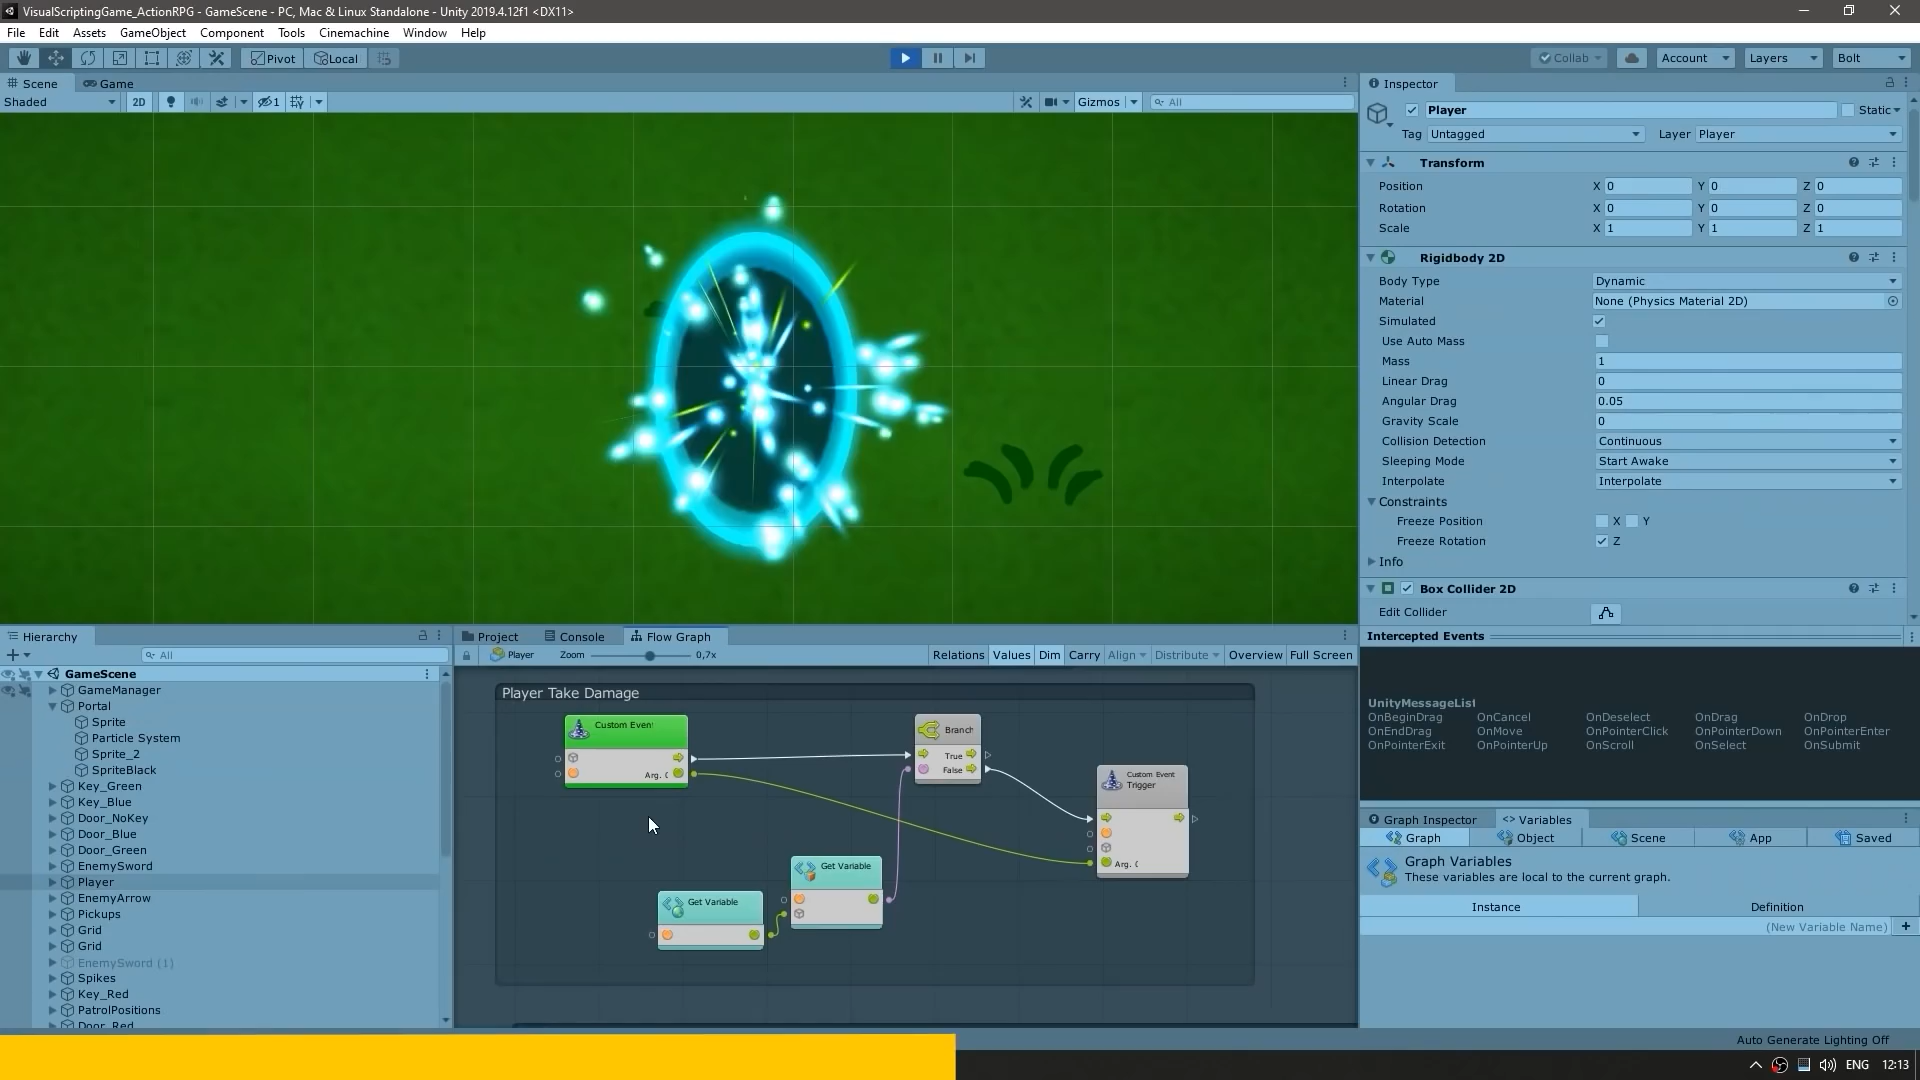 VisualScriptingGame_ActionRPG - GameScene - PC, Mac & Linux Standalone - Unity 2019.4.12f1 <DX11>
File Edit Assets GameObject Component Tools Cinemachine Window Help
Pivot Local Collab Account Layers Bolt
Scene Game
Shaded 2D 1 Gizmos All
Inspector
Player Static
Tag Untagged Layer Player
Transform
Position X 0 Y 0 Z 0
Rotation X 0 Y 0 Z 0
Scale X 1 Y 1 Z 1
Rigidbody 2D
Body Type Dynamic
Material None (Physics Material 2D)
Simulated
Use Auto Mass
Mass 1
Linear Drag 0
Angular Drag 0.05
Gravity Scale 0
Collision Detection Continuous
Sleeping Mode Start Awake
Interpolate Interpolate
Constraints
Freeze Position X Y
Freeze Rotation Z
Info
Box Collider 2D
Edit Collider
Hierarchy
All
GameScene
GameManager
Portal
Sprite
Particle System
Sprite_2
SpriteBlack
Key_Green
Key_Blue
Door_NoKey
Door_Blue
Door_Green
EnemySword
Player
EnemyArrow
Pickups
Grid
Grid
EnemySword (1)
Spikes
Key_Red
PatrolPositions
Door_Red
Project Console Flow Graph
Player Zoom 0,7x Relations Values Dim Carry Align Distribute Overview Full Screen
Player Take Damage
Custom Event
Arg. (
Branch
True
False
Custom Event
Trigger
Arg. (
Get Variable
Get Variable
Intercepted Events
UnityMessageList
OnBeginDrag OnCancel OnDeselect OnDrag OnDrop
OnEndDrag OnMove OnPointerClick OnPointerDown OnPointerEnter
OnPointerExit OnPointerUp OnScroll OnSelect OnSubmit
Graph Inspector <> Variables
Graph Object Scene App Saved
Graph Variables
These variables are local to the current graph.
Instance Definition
(New Variable Name) +
Auto Generate Lighting Off
ENG 12:13